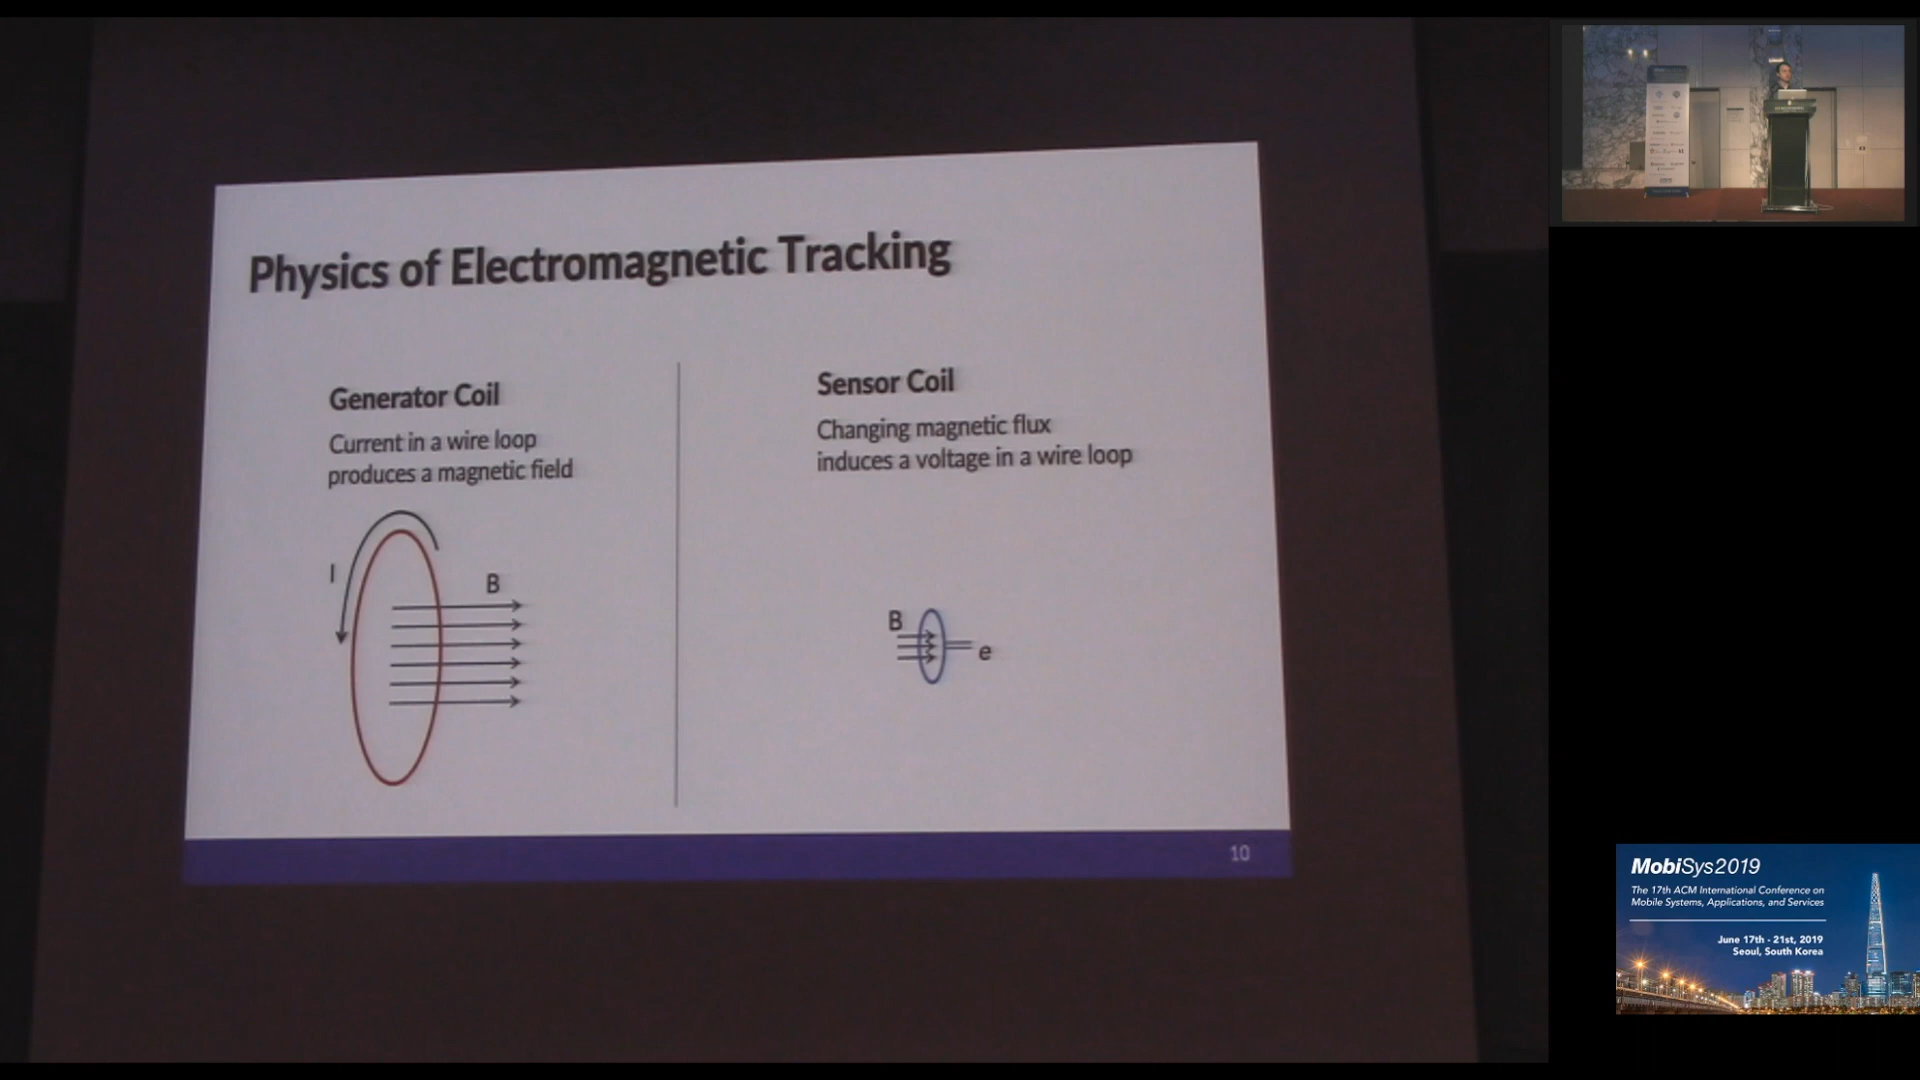 Physics of Electromagnetic Tracking
Generator Coil
Current in a wire loop
produces a magnetic field
I
B
Sensor Coil
Changing magnetic flux
induces a voltage in a wire loop
B
e
10
MobiSys2019
The 17th ACM International Conference on
Mobile Systems, Applications, and Services
June 17th - 21st, 2019
Seoul, South Korea